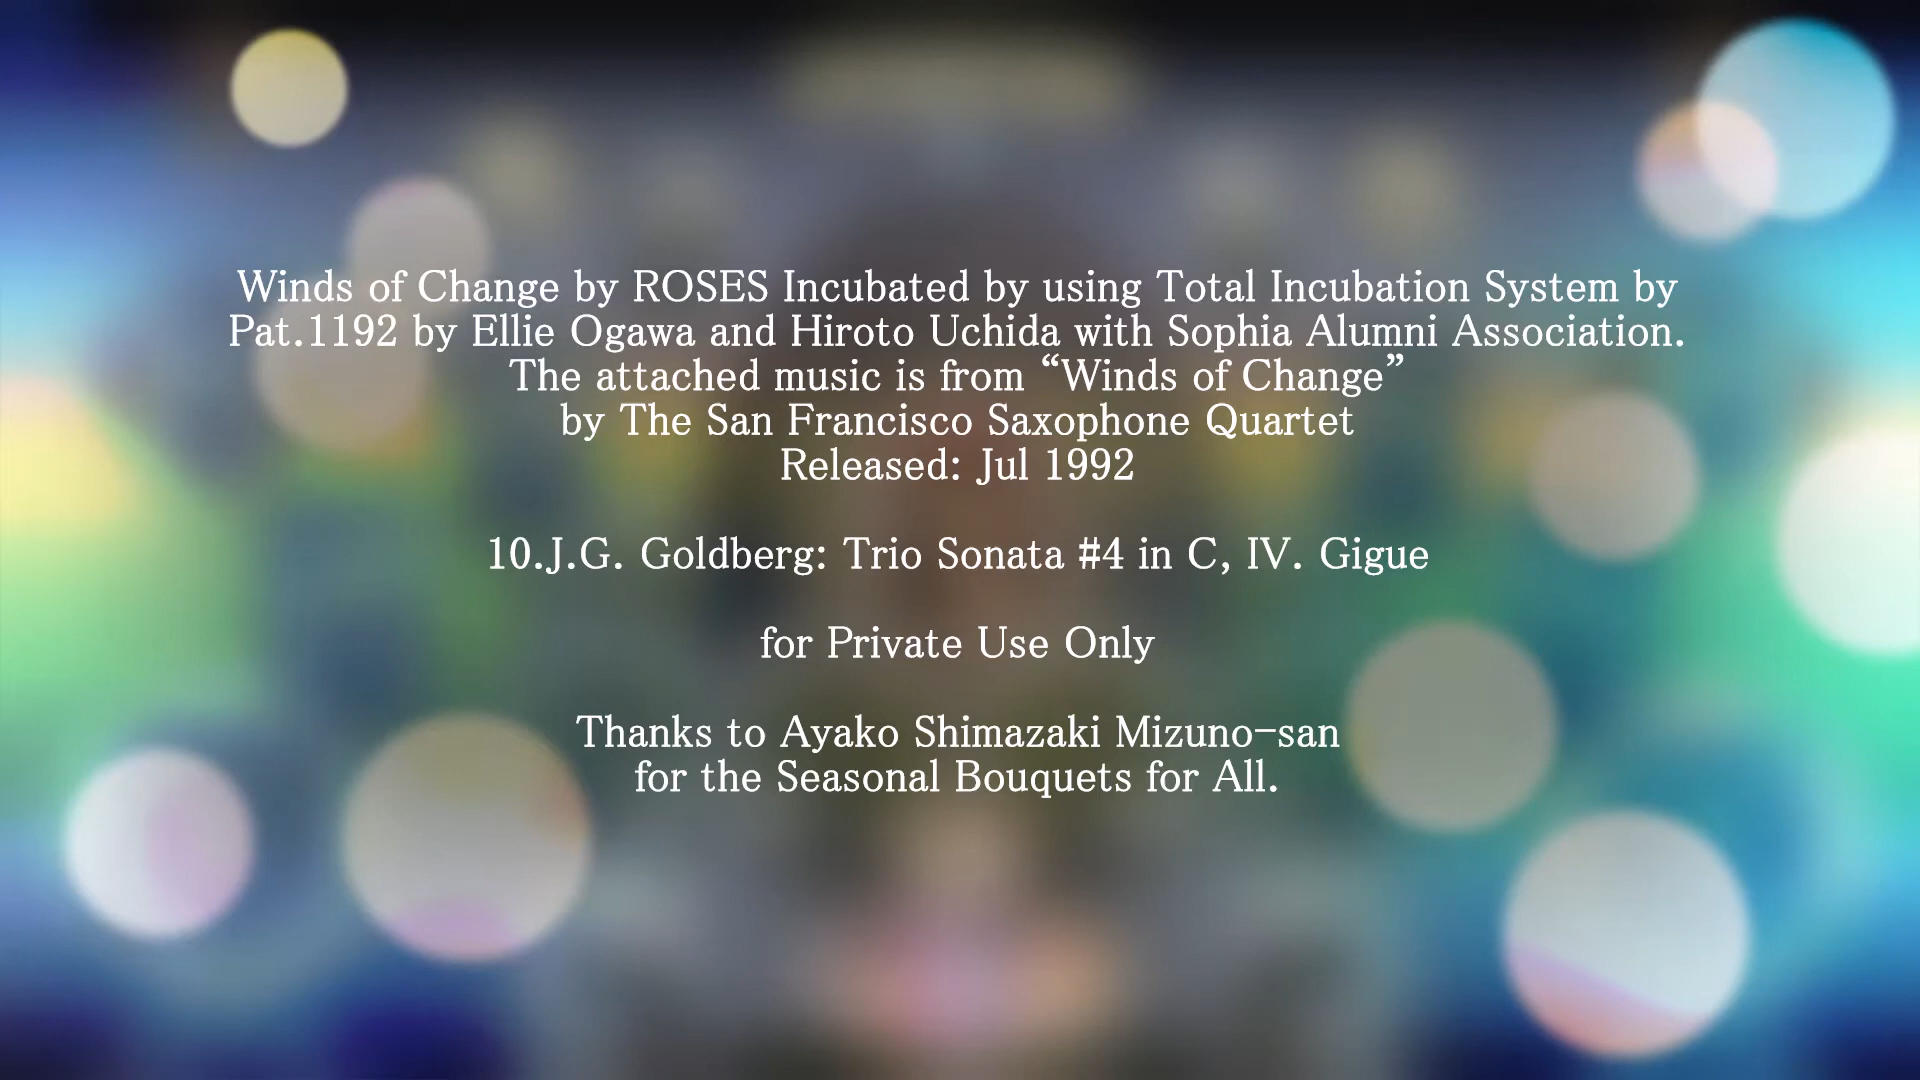 Winds of Change by ROSES Incubated by using Total Incubation System by
Pat.1192 by Ellie Ogawa and Hiroto Uchida with Sophia Alumni Association.
The attached music is from “Winds of Change”
by The San Francisco Saxophone Quartet
Released: Jul 1992
10.J.G. Goldberg: Trio Sonata #4 in C, IV. Gigue
for Private Use Only
Thanks to Ayako Shimazaki Mizuno-san
for the Seasonal Bouquets for All.